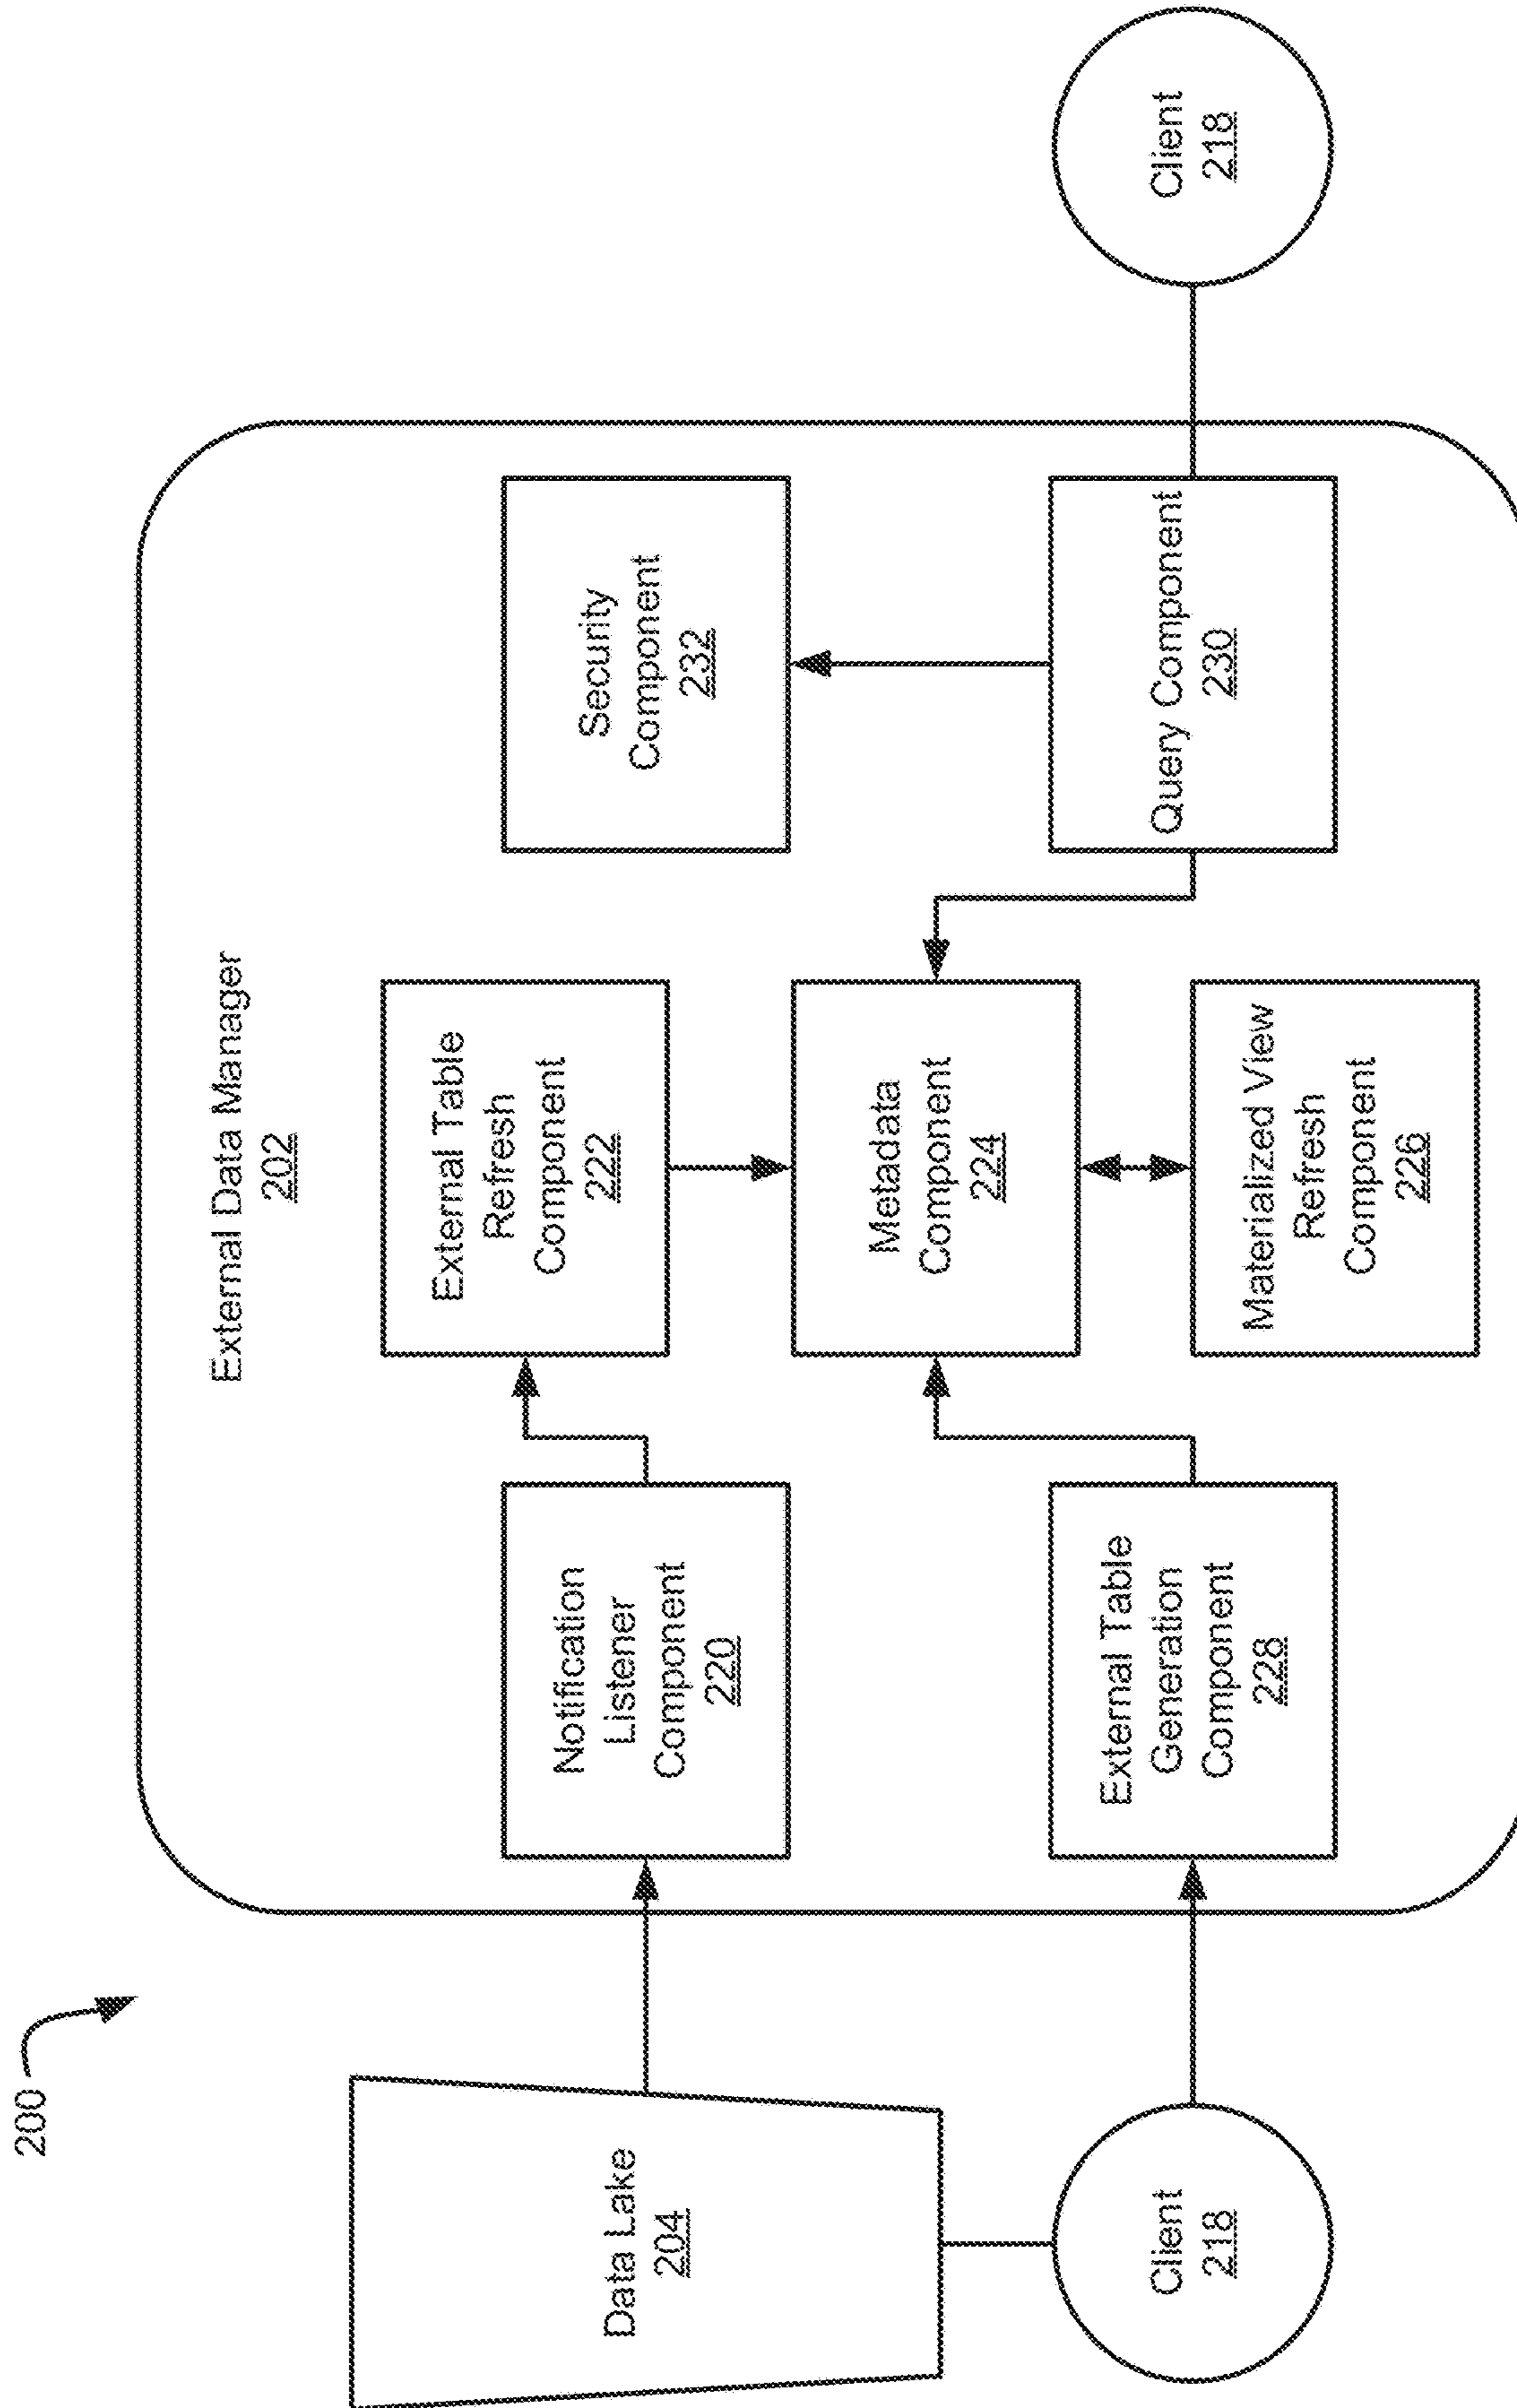 200
External Data Manager
202
Data Lake
204
Client
218
Notification
Listener
Component
220
External Table
Refresh
Component
222
Security
Component
232
External Table
Generation
Component
228
Metadata
Component
224
Materialized View
Refresh
Component
226
Query Component
230
Client
218